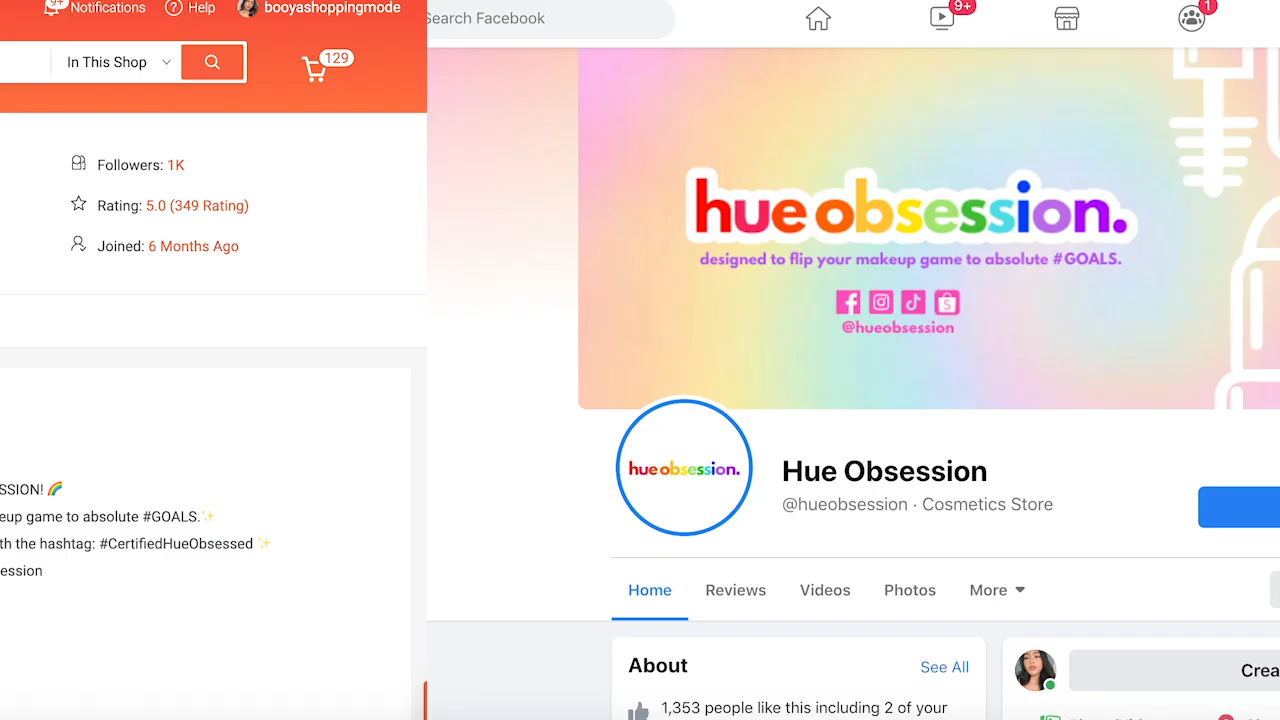 9+ Notifications Help booyashoppingmode
In This Shop
129
Followers: 1K
Rating: 5.0 (349 Rating)
Joined: 6 Months Ago
SSION! 🌈
eup game to absolute #GOALS.✨
th the hashtag: #CertifiedHueObsessed ✨
ession
Search Facebook
9+
1
hue obsession.
designed to flip your makeup game to absolute #GOALS.
@hueobsession
hue obsession.
Hue Obsession
@hueobsession · Cosmetics Store
Home Reviews Videos Photos More
About See All
1,353 people like this including 2 of your
Crea